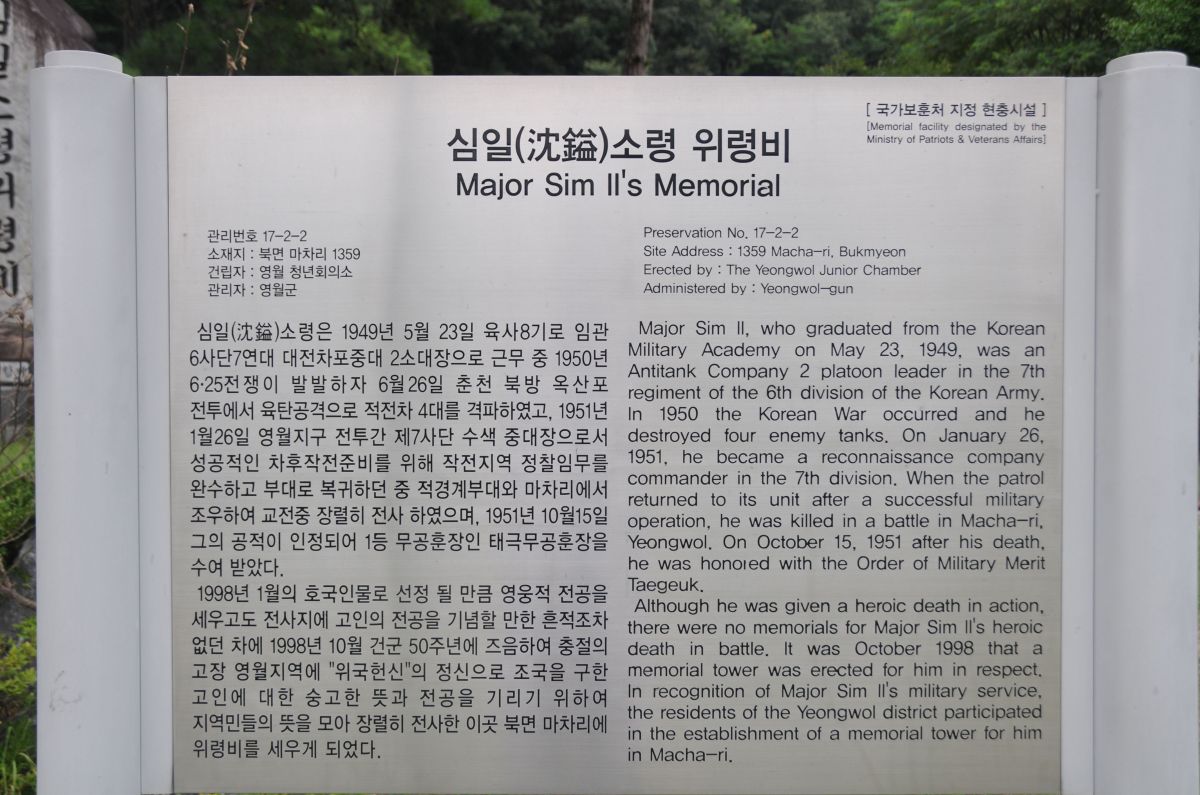 [ 국가보훈처 지정 현충시설 ]
[Memorial facility designated by the
Ministry of Patriots & Veterans Affairs]
심일(沈鎰)소령 위령비
Major Sim Il's Memorial
관리번호 17-2-2
소재지 : 북면 마차리 1359
건립자 : 영월 청년회의소
관리자 : 영월군
Preservation No. 17-2-2
Site Address : 1359 Macha-ri, Bukmyeon
Erected by : The Yeongwol Junior Chamber
Administered by : Yeongwol-gun
심일(沈鎰)소령은 1949년 5월 23일 육사8기로 임관
6사단7연대 대전차포중대 2소대장으로 근무 중 1950년
6·25전쟁이 발발하자 6월26일 춘천 북방 옥산포
전투에서 육탄공격으로 적전차 4대를 격파하였고, 1951년
1월26일 영월지구 전투간 제7사단 수색 중대장으로서
성공적인 차후작전준비를 위해 작전지역 정찰임무를
완수하고 부대로 복귀하던 중 적경계부대와 마차리에서
조우하여 교전중 장렬히 전사 하였으며, 1951년 10월15일
그의 공적이 인정되어 1등 무공훈장인 태극무공훈장을
수여 받았다.
1998년 1월의 호국인물로 선정 될 만큼 영웅적 전공을
세우고도 전사지에 고인의 전공을 기념할 만한 흔적조차
없던 차에 1998년 10월 건군 50주년에 즈음하여 충절의
고장 영월지역에 "위국헌신"의 정신으로 조국을 구한
고인에 대한 숭고한 뜻과 전공을 기리기 위하여
지역민들의 뜻을 모아 장렬히 전사한 이곳 북면 마차리에
위령비를 세우게 되었다.
Major Sim Il, who graduated from the Korean
Military Academy on May 23, 1949, was an
Antitank Company 2 platoon leader in the 7th
regiment of the 6th division of the Korean Army.
In 1950 the Korean War occurred and he
destroyed four enemy tanks. On January 26,
1951, he became a reconnaissance company
commander in the 7th division. When the patrol
returned to its unit after a successful military
operation, he was killed in a battle in Macha-ri,
Yeongwol. On October 15, 1951 after his death,
he was honored with the Order of Military Merit
Taegeuk.
Although he was given a heroic death in action,
there were no memorials for Major Sim Il's heroic
death in battle. It was October 1998 that a
memorial tower was erected for him in respect.
In recognition of Major Sim Il's military service,
the residents of the Yeongwol district participated
in the establishment of a memorial tower for him
in Macha-ri.
심일소령위령비